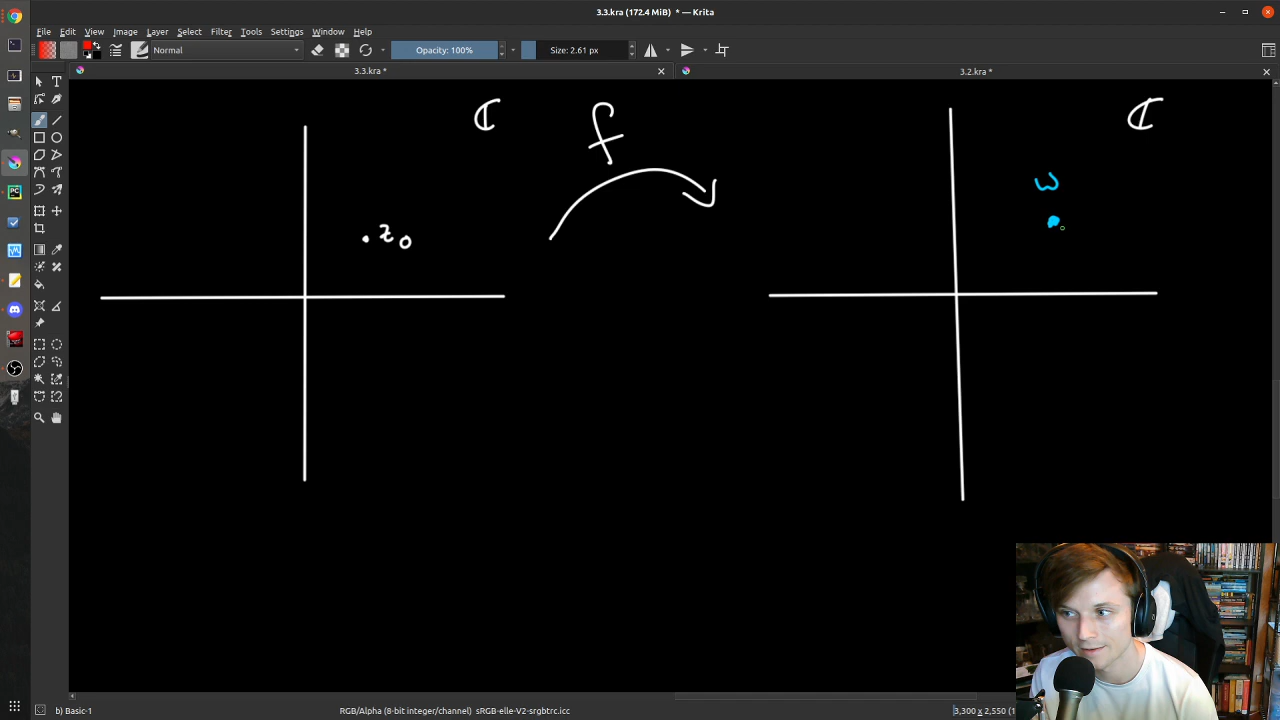 3.3.kra (172.4 MiB) * — Krita
File Edit View Image Layer Select Filter Tools Settings Window Help
Normal
Opacity: 100%
Size: 2.61 px
3.3.kra *
3.2.kra *
ℂ
f
ℂ
ω
. z₀
b) Basic-1
RGB/Alpha (8-bit integer/channel) sRGB-elle-V2-srgbtrc.icc
3,300 x 2,550 (1